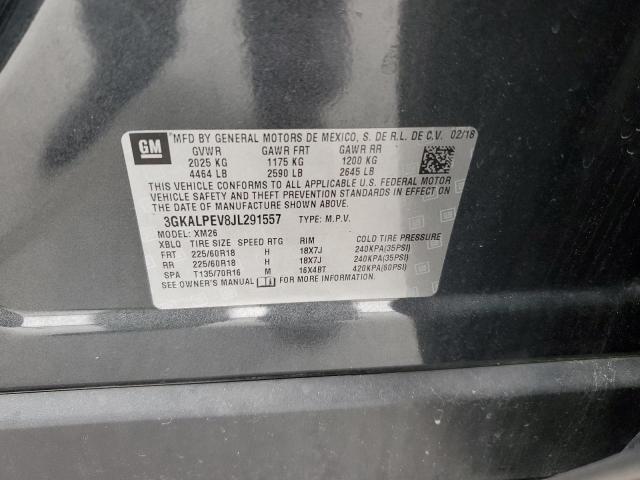 GM
MFD BY GENERAL MOTORS DE MEXICO, S. DE R.L. DE C.V. 02/18
GVWR GAWR FRT GAWR RR
2025 KG 1175 KG 1200 KG
4464 LB 2590 LB 2645 LB
THIS VEHICLE CONFORMS TO ALL APPLICABLE U.S. FEDERAL MOTOR
VEHICLE SAFETY AND THEFT PREVENTION STANDARDS IN EFFECT ON
THE DATE OF MANUFACTURE SHOWN ABOVE.
3GKALPEV8JL291557 TYPE: M.P.V.
MODEL: XM26
XBLQ TIRE SIZE SPEED RTG RIM COLD TIRE PRESSURE
FRT 225/60R18 H 18X7J 240KPA(35PSI)
RR 225/60R18 H 18X7J 240KPA(35PSI)
SPA T135/70R16 M 16X4BT 420KPA(60PSI)
SEE OWNER'S MANUAL FOR MORE INFORMATION.